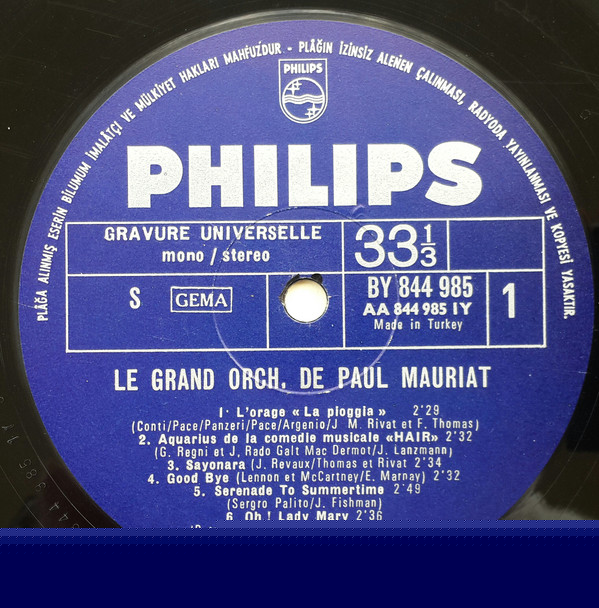 PLÂĞA ALINMIŞ ESERİN BİLUMUM İMALÂTÇI VE MÜLKİYET HAKLARI MAHFUZDUR - PLÂĞIN İZİNSİZ ALENEN ÇALINMASI, RADYODA YAYINLANMASI VE KOPYESİ YASAKTIR.
PHILIPS
PHILIPS
GRAVURE UNIVERSELLE
mono / stereo
33 1/3
S
GEMA
BY 844 985
AA 844 985 1Y
Made in Turkey
1
LE GRAND ORCH. DE PAUL MAURIAT
1· L'orage «La pioggia» 2'29
(Conti/Pace/Panzeri/Pace/Argenio/J M. Rivat et F. Thomas)
2. Aquarius de la comedie musicale «HAIR» 2'32
(G. Regni et J, Rado Galt Mac Dermot/J. Lanzmann)
3. Sayonara (J. Revaux/Thomas et Rivat 2'34
4. Good Bye (Lennon et McCartney/E. Marnay) 2'32
5. Serenade To Summertime 2'49
(Sergro Palito/J. Fishman)
6. Oh! Lady Mary 2'36